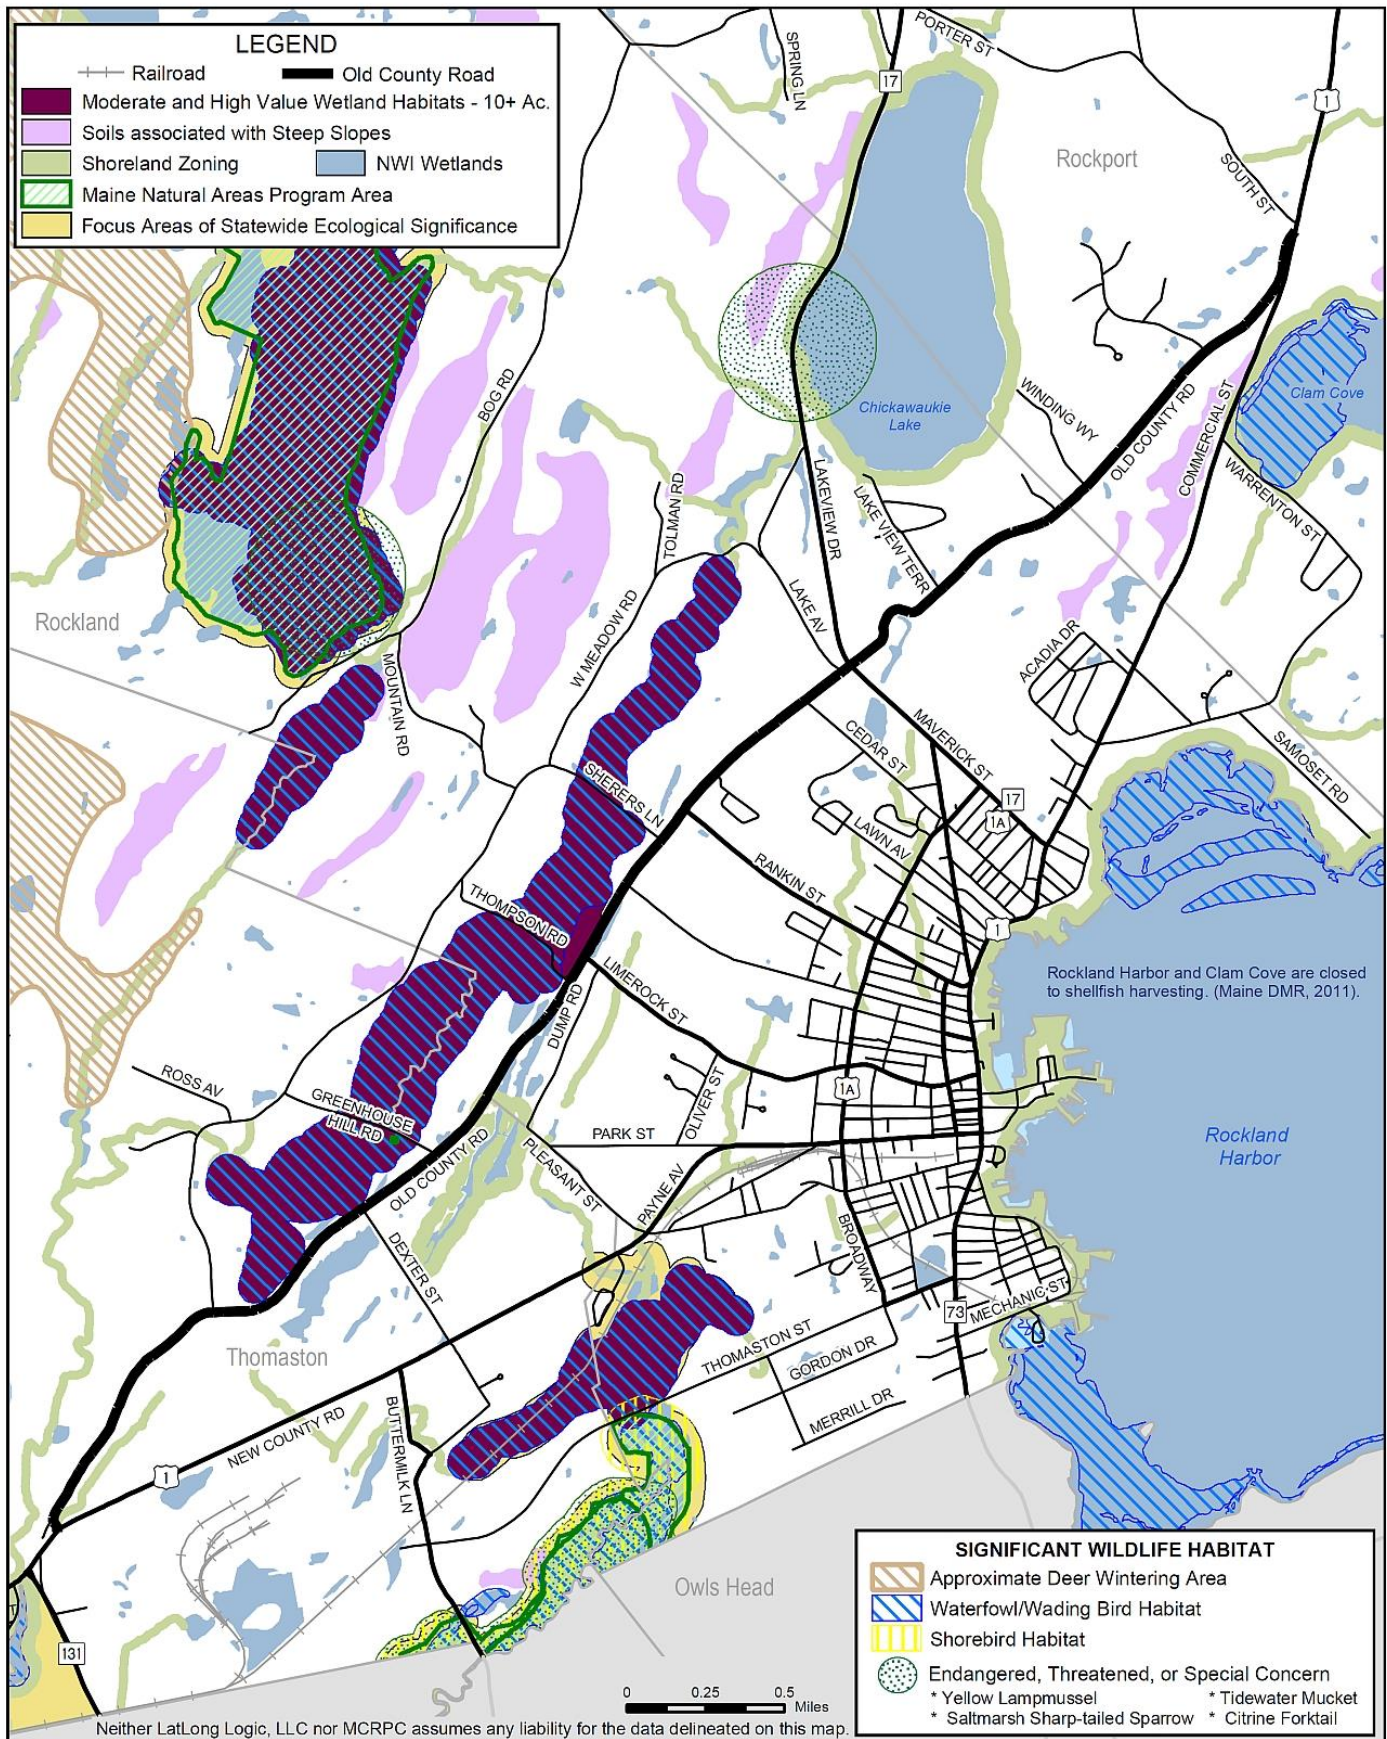 LEGEND
Railroad
Old County Road
Moderate and High Value Wetland Habitats - 10+ Ac.
Soils associated with Steep Slopes
Shoreland Zoning
NWI Wetlands
Maine Natural Areas Program Area
Focus Areas of Statewide Ecological Significance
SPRING LN
17
PORTER ST
1
Rockport
SOUTH ST
BOG RD
Chickawaukie
Lake
WINDING WY
OLD COUNTY RD
COMMERCIAL ST
Clam Cove
WARRENTON ST
TOLMAN RD
LAKEVIEW DR
LAKE VIEW TERR
Rockland
W MEADOW RD
LAKE AV
ACADIA DR
MOUNTAIN RD
MAVERICK ST
CEDAR ST
SAMOSET RD
SHERERS LN
17
1A
LAWN AV
RANKIN ST
THOMPSON RD
1
LIMEROCK ST
Rockland Harbor and Clam Cove are closed
to shellfish harvesting. (Maine DMR, 2011).
DUMP RD
ROSS AV
GREENHOUSE
HILL RD
OLIVER ST
1A
PARK ST
Rockland
Harbor
OLD COUNTY RD
PLEASANT ST
PAYNE AV
DEXTER ST
BROADWAY
73
MECHANIC ST
Thomaston
THOMASTON ST
GORDON DR
MERRILL DR
BUTTERMILK LN
NEW COUNTY RD
1
Owls Head
131
SIGNIFICANT WILDLIFE HABITAT
Approximate Deer Wintering Area
Waterfowl/Wading Bird Habitat
Shorebird Habitat
Endangered, Threatened, or Special Concern
* Yellow Lampmussel
* Tidewater Mucket
* Saltmarsh Sharp-tailed Sparrow
* Citrine Forktail
0 0.25 0.5
Miles
Neither LatLong Logic, LLC nor MCRPC assumes any liability for the data delineated on this map.